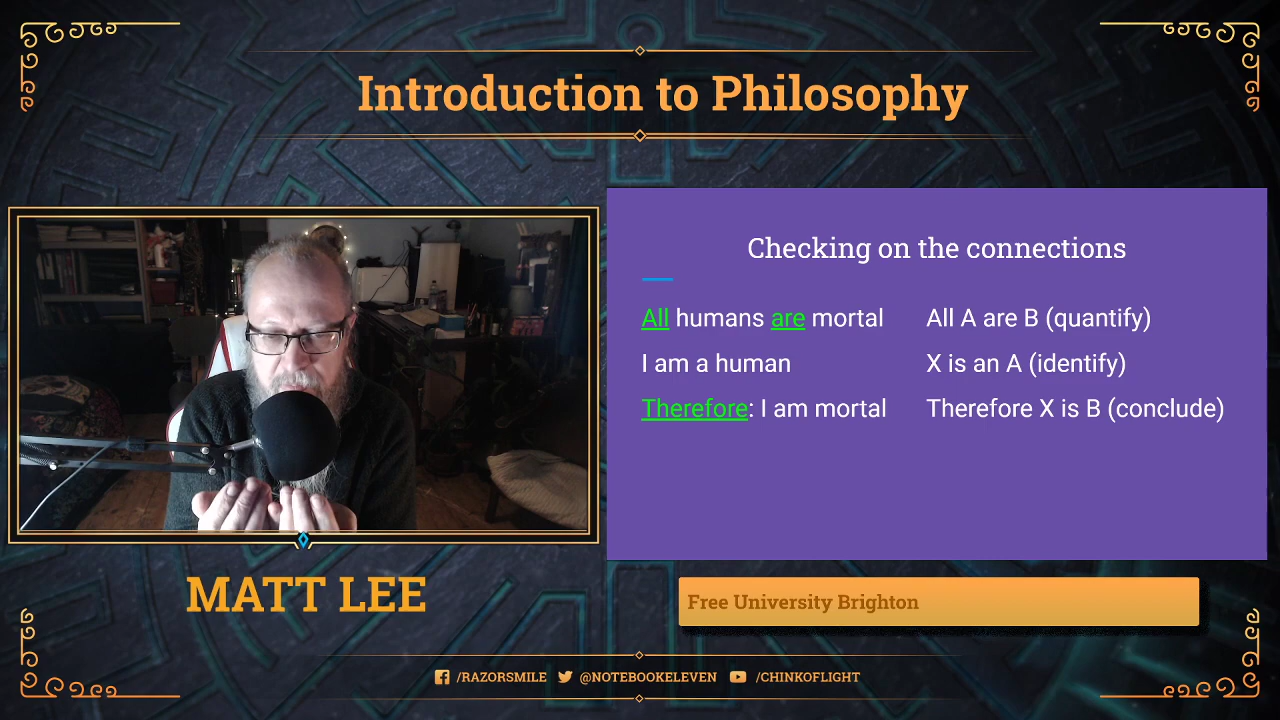 Introduction to Philosophy
Checking on the connections
All humans are mortal All A are B (quantify)
I am a human X is an A (identify)
Therefore: I am mortal Therefore X is B (conclude)
MATT LEE
Free University Brighton
/RAZORSMILE @NOTEBOOKELEVEN /CHINKOFLIGHT